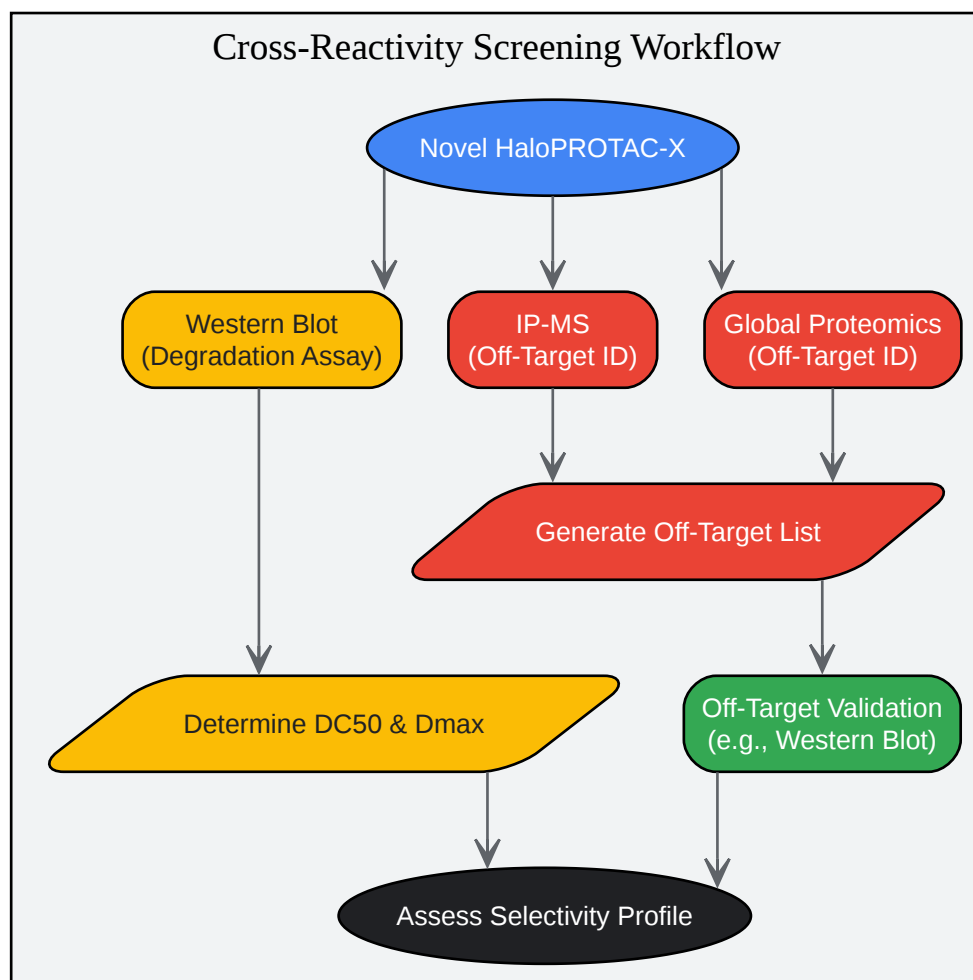 Cross-Reactivity Screening Workflow
Novel HaloPROTAC-X
Western Blot
(Degradation Assay)
IP-MS
(Off-Target ID)
Global Proteomics
(Off-Target ID)
Generate Off-Target List
Determine DC50 & Dmax
Off-Target Validation
(e.g., Western Blot)
Assess Selectivity Profile